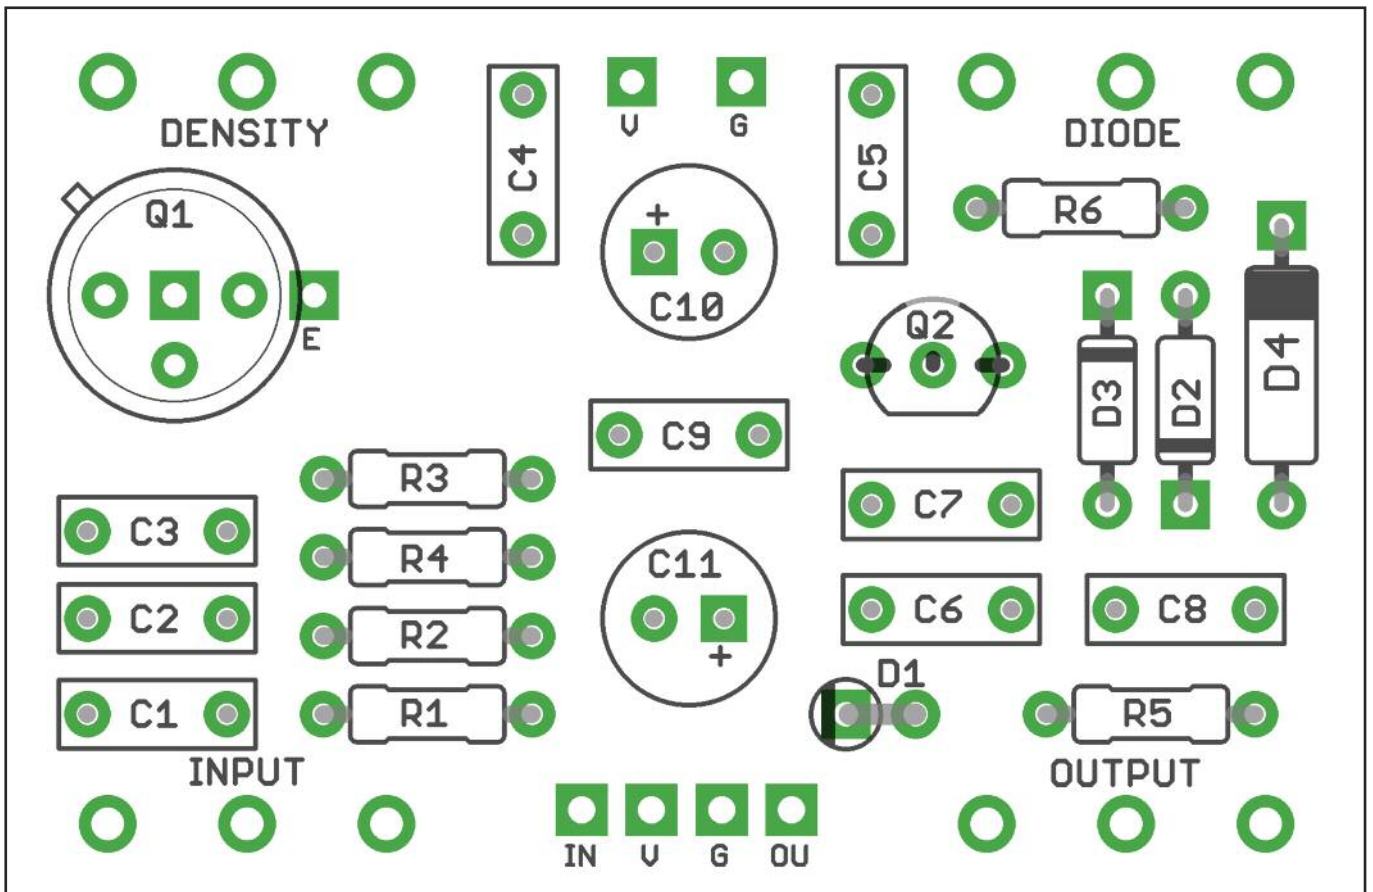 V G
DENSITY DIODE
C4 C5
Q1 R6
+
C10
E Q2
D4
D3 D2
C9
R3
C7
C3
R4 C11
C2 C6 C8
R2
+
D1
C1 R1 R5
INPUT OUTPUT
IN V G OU